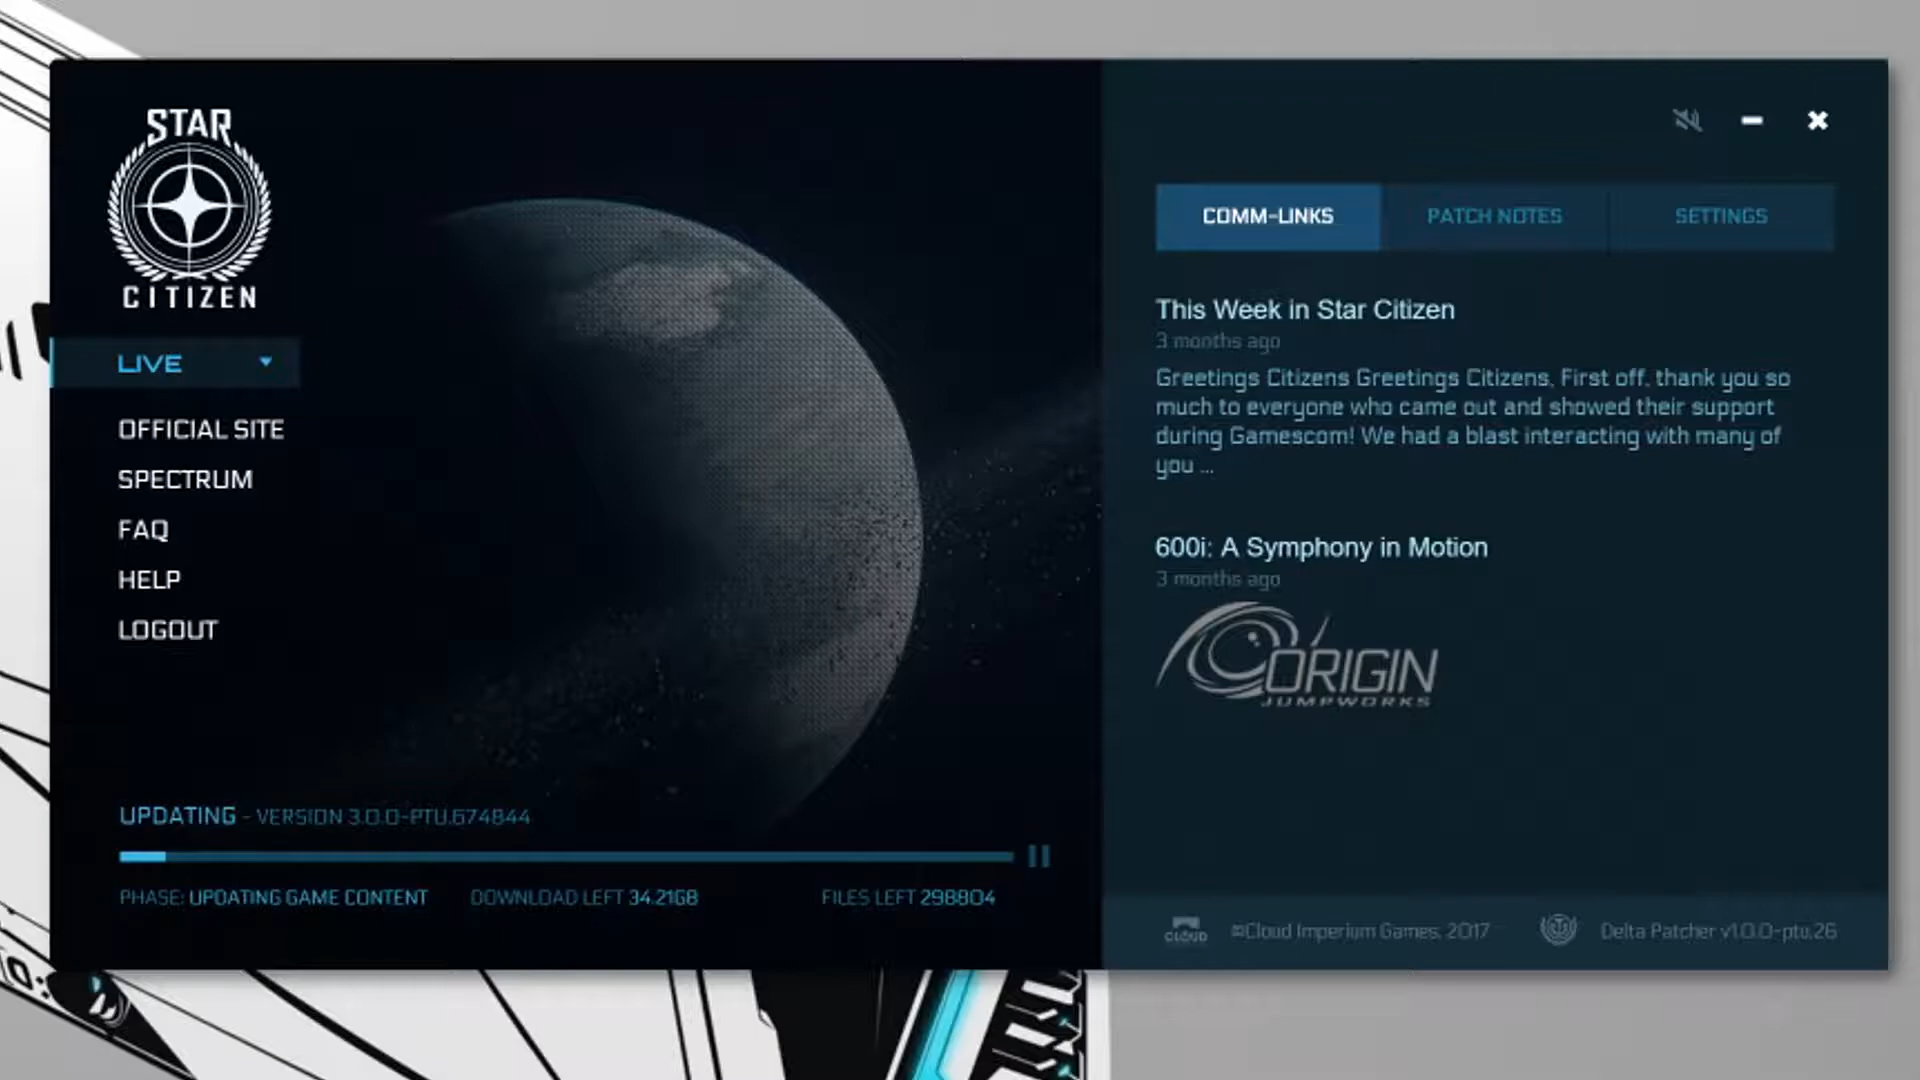 STAR
CITIZEN
LIVE
OFFICIAL SITE
SPECTRUM
FAQ
HELP
LOGOUT
UPDATING - VERSION 3.0.0-PTU.674844
PHASE: UPDATING GAME CONTENT
DOWNLOAD LEFT 34.21GB
FILES LEFT 298804
COMM-LINKS
PATCH NOTES
SETTINGS
This Week in Star Citizen
3 months ago
Greetings Citizens Greetings Citizens, First off, thank you so
much to everyone who came out and showed their support
during Gamescom! We had a blast interacting with many of
you ...
600i: A Symphony in Motion
3 months ago
ORIGIN
JUMPWORKS
CLOUD
©Cloud Imperium Games, 2017
Delta Patcher v1.0.0-ptu.26